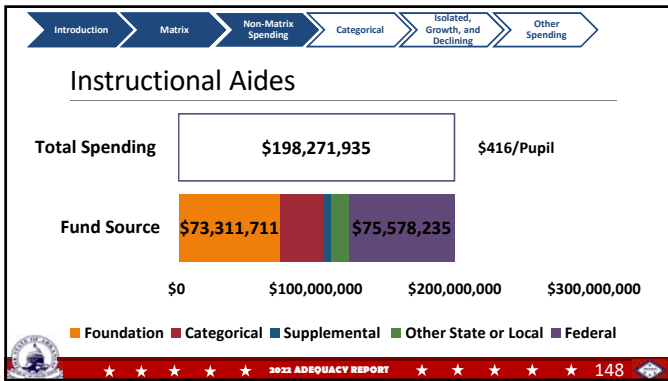 Introduction
Matrix
Non-Matrix
Spending
Categorical
Isolated,
Growth, and
Declining
Other
Spending
Instructional Aides
Total Spending
$198,271,935
$416/Pupil
Fund Source
$73,311,711
$75,578,235
$0
$100,000,000
$200,000,000
$300,000,000
Foundation
Categorical
Supplemental
Other State or Local
Federal
2022 ADEQUACY REPORT
148